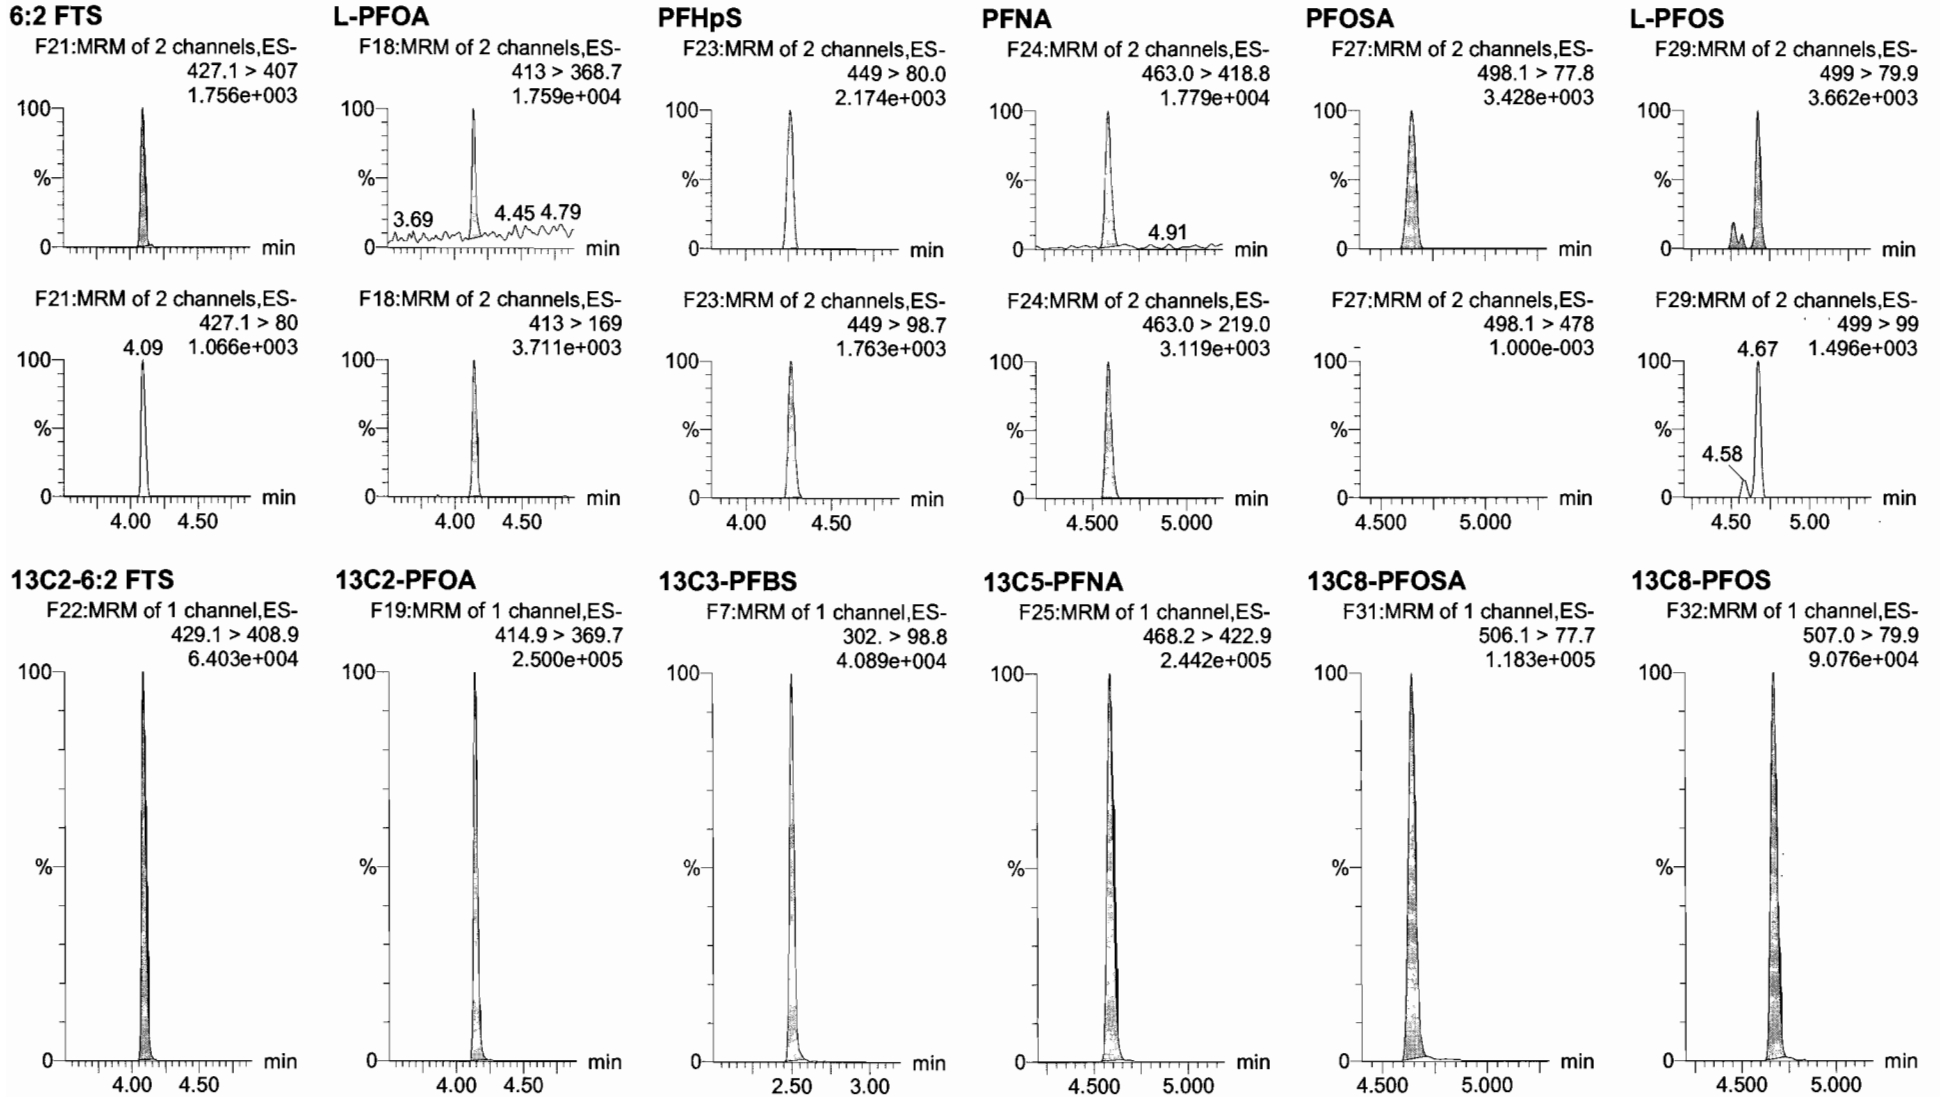 6:2 FTS
F21:MRM of 2 channels,ES-
427.1 > 407
1.756e+003
100
%
0
min
L-PFOA
F18:MRM of 2 channels,ES-
413 > 368.7
1.759e+004
100
%
3.69
4.45 4.79
0
min
PFHpS
F23:MRM of 2 channels,ES-
449 > 80.0
2.174e+003
100
%
0
min
PFNA
F24:MRM of 2 channels,ES-
463.0 > 418.8
1.779e+004
100
%
4.91
0
min
PFOSA
F27:MRM of 2 channels,ES-
498.1 > 77.8
3.428e+003
100
%
0
min
L-PFOS
F29:MRM of 2 channels,ES-
499 > 79.9
3.662e+003
100
%
0
min
F21:MRM of 2 channels,ES-
427.1 > 80
4.09 1.066e+003
100
%
0
min
4.00 4.50
F18:MRM of 2 channels,ES-
413 > 169
3.711e+003
100
%
0
min
4.00 4.50
F23:MRM of 2 channels,ES-
449 > 98.7
1.763e+003
100
%
0
min
4.00 4.50
F24:MRM of 2 channels,ES-
463.0 > 219.0
3.119e+003
100
%
0
min
4.500 5.000
F27:MRM of 2 channels,ES-
498.1 > 478
1.000e-003
100
%
0
min
4.500 5.000
F29:MRM of 2 channels,ES-
499 > 99
4.67 1.496e+003
100
%
4.58
0
min
4.50 5.00
13C2-6:2 FTS
F22:MRM of 1 channel,ES-
429.1 > 408.9
6.403e+004
100
%
0
min
4.00 4.50
13C2-PFOA
F19:MRM of 1 channel,ES-
414.9 > 369.7
2.500e+005
100
%
0
min
4.00 4.50
13C3-PFBS
F7:MRM of 1 channel,ES-
302. > 98.8
4.089e+004
100
%
0
min
2.50 3.00
13C5-PFNA
F25:MRM of 1 channel,ES-
468.2 > 422.9
2.442e+005
100
%
0
min
4.500 5.000
13C8-PFOSA
F31:MRM of 1 channel,ES-
506.1 > 77.7
1.183e+005
100
%
0
min
4.500 5.000
13C8-PFOS
F32:MRM of 1 channel,ES-
507.0 > 79.9
9.076e+004
100
%
0
min
4.500 5.000